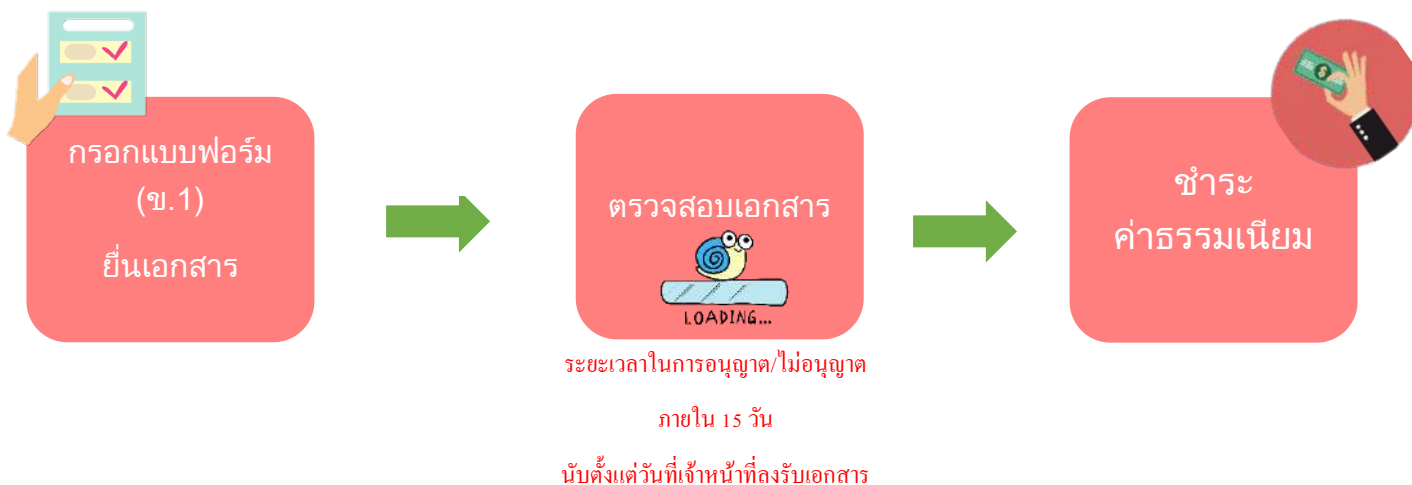 กรอกแบบฟอร์ม
(ข.1)
ยื่นเอกสาร
ตรวจสอบเอกสาร
LOADING...
ระยะเวลาในการอนุญาต/ไม่อนุญาต
ภายใน 15 วัน
นับตั้งแต่วันที่เจ้าหน้าที่ลงรับเอกสาร
ชำระ
ค่าธรรมเนียม